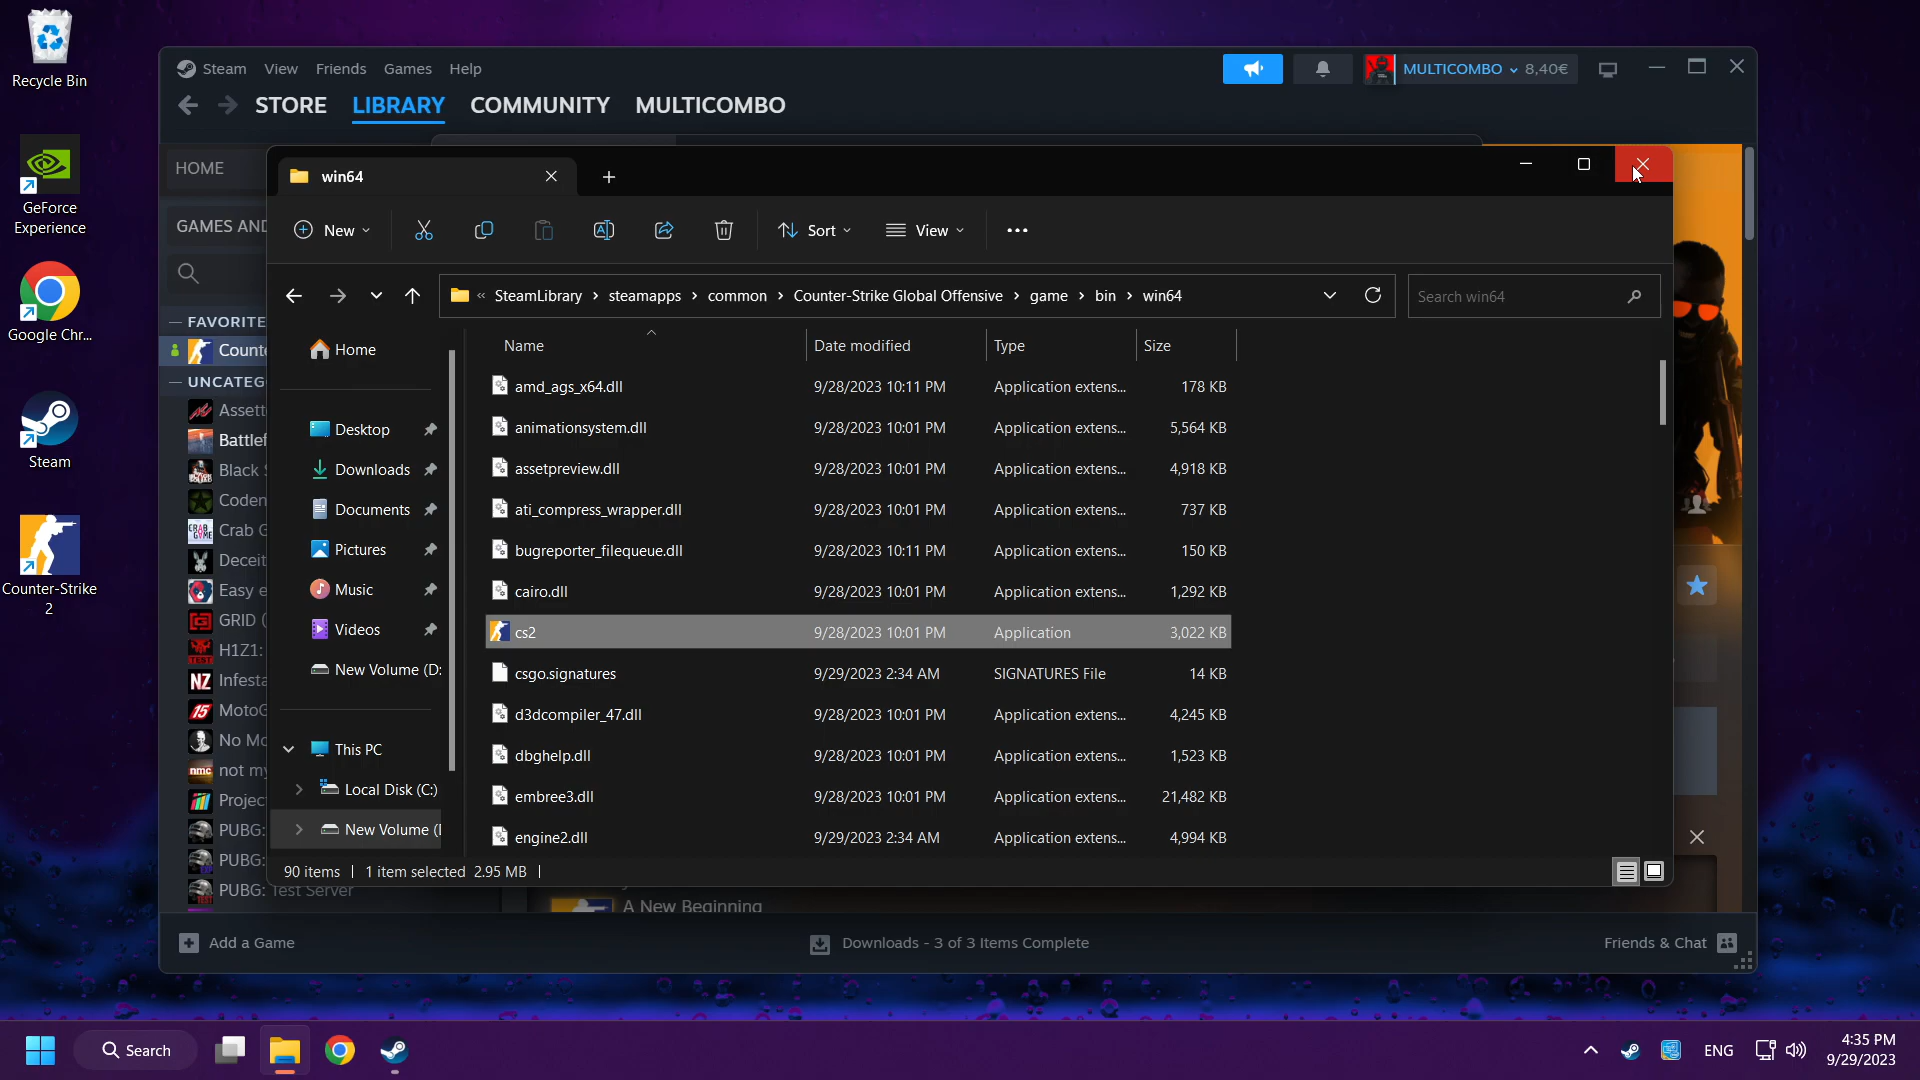 Recycle Bin
GeForce
Experience
Google Chr...
Steam
Counter-Strike
2
Steam View Friends Games Help
MULTICOMBO 8,40€
STORE LIBRARY COMMUNITY MULTICOMBO
HOME
GAMES AND
FAVORITE
Counte
UNCATEG
Assett
Battlef
Black S
Coden
Crab G
Deceit
Easy e
GRID (
H1Z1:
Infesta
MotoG
No Mo
not my
Project
PUBG:
PUBG:
PUBG: Test Server
win64
New
Sort
View
« SteamLibrary › steamapps › common › Counter-Strike Global Offensive › game › bin › win64
Search win64
Home
Desktop
Downloads
Documents
Pictures
Music
Videos
New Volume (D:
This PC
Local Disk (C:)
New Volume (
Name Date modified Type Size
amd_ags_x64.dll 9/28/2023 10:11 PM Application extens... 178 KB
animationsystem.dll 9/28/2023 10:01 PM Application extens... 5,564 KB
assetpreview.dll 9/28/2023 10:01 PM Application extens... 4,918 KB
ati_compress_wrapper.dll 9/28/2023 10:01 PM Application extens... 737 KB
bugreporter_filequeue.dll 9/28/2023 10:11 PM Application extens... 150 KB
cairo.dll 9/28/2023 10:01 PM Application extens... 1,292 KB
cs2 9/28/2023 10:01 PM Application 3,022 KB
csgo.signatures 9/29/2023 2:34 AM SIGNATURES File 14 KB
d3dcompiler_47.dll 9/28/2023 10:01 PM Application extens... 4,245 KB
dbghelp.dll 9/28/2023 10:01 PM Application extens... 1,523 KB
embree3.dll 9/28/2023 10:01 PM Application extens... 21,482 KB
engine2.dll 9/29/2023 2:34 AM Application extens... 4,994 KB
90 items 1 item selected 2.95 MB
A New Beginning
Add a Game
Downloads - 3 of 3 Items Complete
Friends & Chat
Search
ENG
4:35 PM
9/29/2023